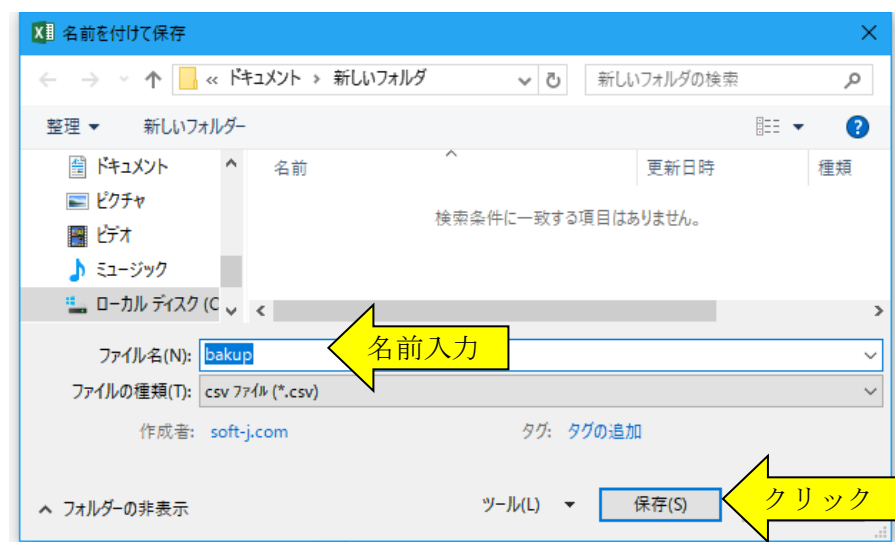 名前を付けて保存
« ドキュメント › 新しいフォルダ
新しいフォルダの検索
整理 新しいフォルダー
ドキュメント
ピクチャ
ビデオ
ミュージック
ローカル ディスク (C
名前 更新日時 種類
検索条件に一致する項目はありません。
ファイル名(N): bakup
名前入力
ファイルの種類(T): csv ファイル (*.csv)
作成者: soft-j.com タグ: タグの追加
フォルダーの非表示 ツール(L) 保存(S)
クリック